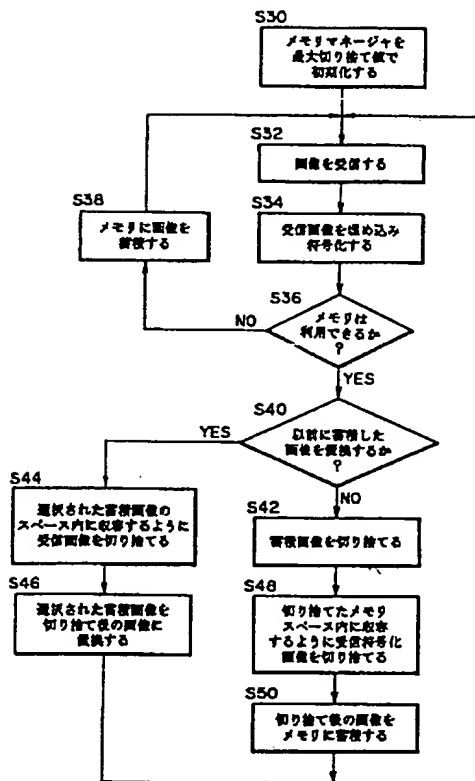 S30
メモリマネージャを
最大切り捨て値で
初期化する
S32
画像を受信する
S34
受信画像を埋め込み
符号化する
S38
メモリに画像を
蓄積する
S36
メモリは
利用できるか
?
NO
YES
S40
以前に蓄積した
画像を置換するか
?
YES
NO
S44
選択された蓄積画像の
スペース内に収容するように
受信画像を切り捨てる
S42
蓄積画像を切り捨てる
S46
選択された蓄積画像を
切り捨て後の画像に
置換する
S48
切り捨てたメモリ
スペース内に収容
するように受信符号化
画像を切り捨てる
S50
切り捨て後の画像を
メモリに蓄積する